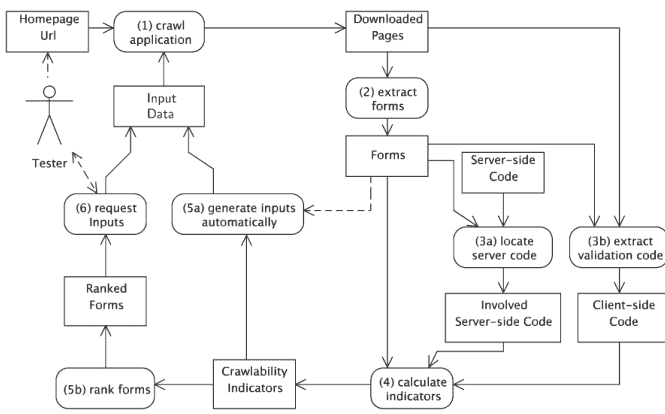 Homepage
Url
(1) crawl
application
Downloaded
Pages
Input
Data
(2) extract
forms
Tester
Forms
Server-side
Code
(6) request
Inputs
(5a) generate inputs
automatically
(3a) locate
server code
(3b) extract
validation code
Ranked
Forms
Involved
Server-side Code
Client-side
Code
(5b) rank forms
Crawlability
Indicators
(4) calculate
indicators